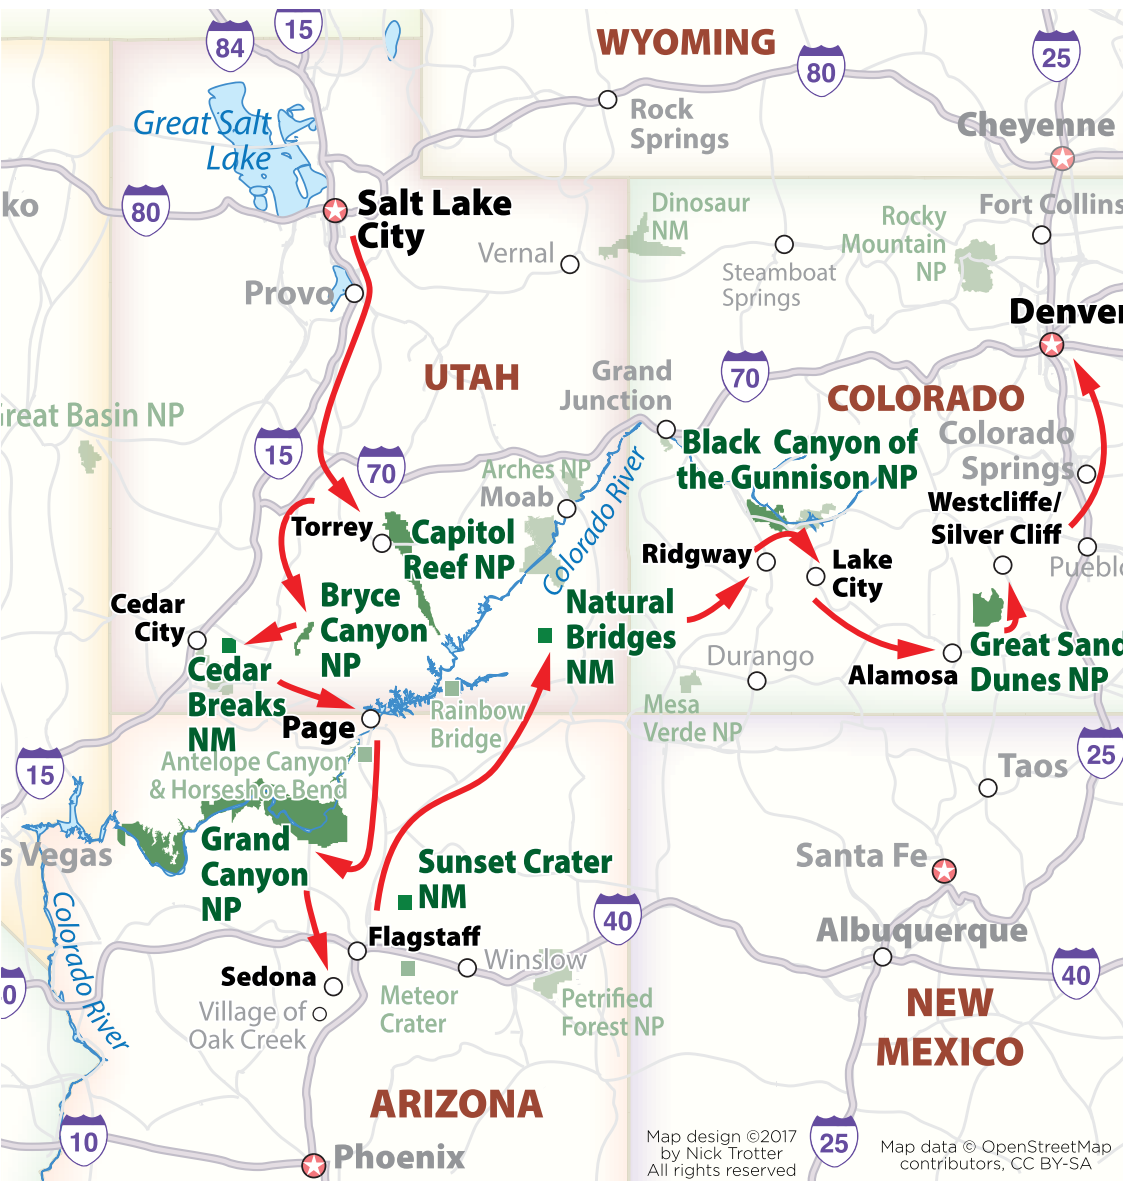 84
15
WYOMING
80
25
Rock
Springs
Cheyenne
Great Salt
Lake
ko
80
Salt Lake
City
Dinosaur
NM
Fort Collins
Rocky
Mountain
NP
Vernal
Steamboat
Springs
Provo
Denver
UTAH
Grand
Junction
70
COLORADO
reat Basin NP
15
70
Arches NP
Moab
Colorado River
Black Canyon of
the Gunnison NP
Colorado
Springs
Westcliffe/
Silver Cliff
Torrey
Capitol
Reef NP
Ridgway
Lake
City
Pueblo
Cedar
City
Bryce
Canyon
NP
Natural
Bridges
NM
Durango
Alamosa
Great Sand
Dunes NP
Cedar
Breaks
NM
Page
Rainbow
Bridge
Mesa
Verde NP
15
Antelope Canyon
& Horseshoe Bend
Taos
25
s Vegas
Grand
Canyon
NP
Sunset Crater
NM
Santa Fe
40
Colorado River
Flagstaff
Albuquerque
Sedona
Winslow
40
0
Village of
Oak Creek
Meteor
Crater
Petrified
Forest NP
NEW
MEXICO
ARIZONA
10
Phoenix
Map design ©2017
by Nick Trotter
All rights reserved
25
Map data © OpenStreetMap
contributors, CC BY-SA